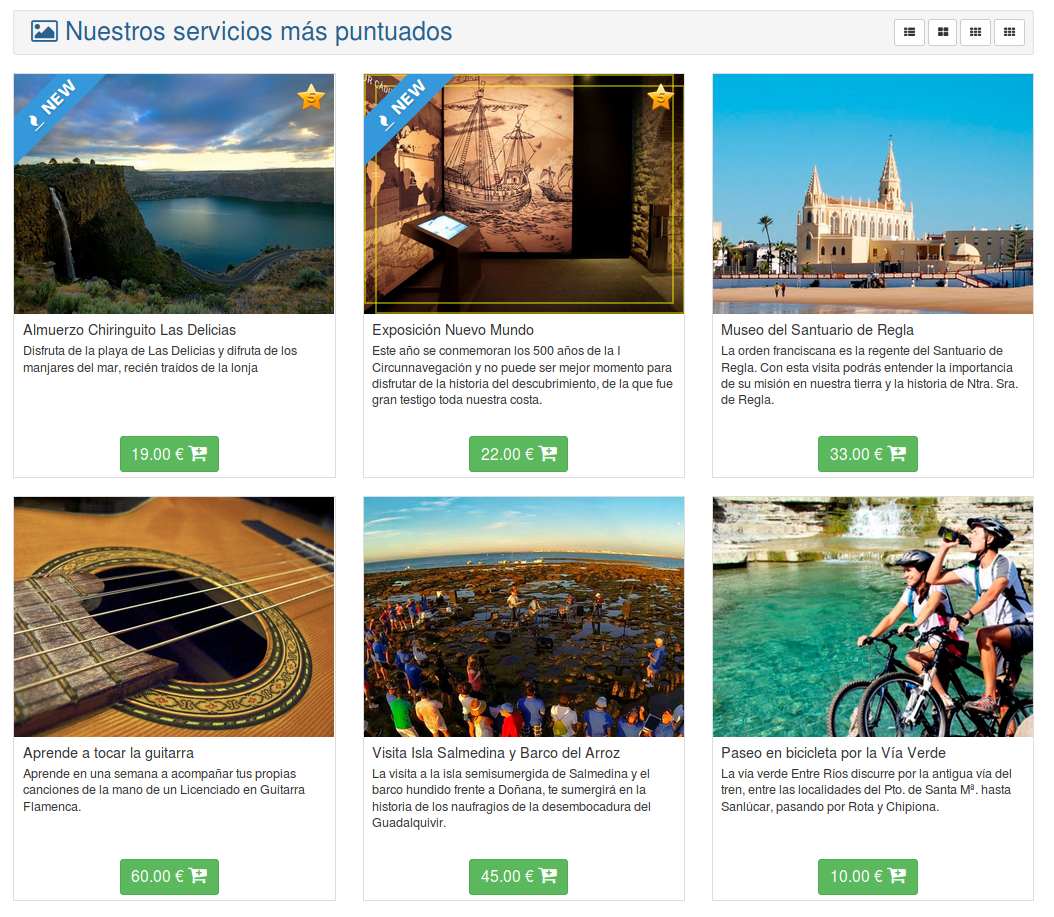 Nuestros servicios más puntuados
NEW
5
Almuerzo Chiringuito Las Delicias
Disfruta de la playa de Las Delicias y difruta de los
manjares del mar, recién traídos de la lonja
19.00 €
UR CÁDIZ
NEW
5
Exposición Nuevo Mundo
Este año se conmemoran los 500 años de la I
Circunnavegación y no puede ser mejor momento para
disfrutar de la historia del descubrimiento, de la que fue
gran testigo toda nuestra costa.
22.00 €
Museo del Santuario de Regla
La orden franciscana es la regente del Santuario de
Regla. Con esta visita podrás entender la importancia
de su misión en nuestra tierra y la historia de Ntra. Sra.
de Regla.
33.00 €
Aprende a tocar la guitarra
Aprende en una semana a acompañar tus propias
canciones de la mano de un Licenciado en Guitarra
Flamenca.
60.00 €
Visita Isla Salmedina y Barco del Arroz
La visita a la isla semisumergida de Salmedina y el
barco hundido frente a Doñana, te sumergirá en la
historia de los naufragios de la desembocadura del
Guadalquivir.
45.00 €
Paseo en bicicleta por la Vía Verde
La vía verde Entre Ríos discurre por la antigua vía del
tren, entre las localidades del Pto. de Santa Mª. hasta
Sanlúcar, pasando por Rota y Chipiona.
10.00 €